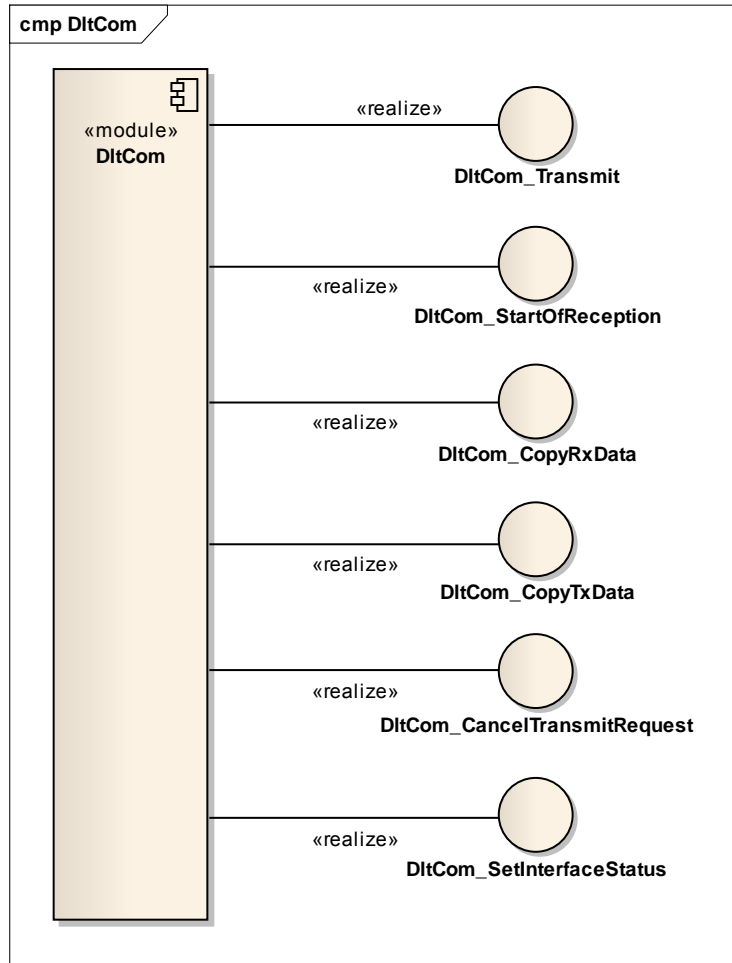 cmp DltCom
«module»
DltCom
«realize»
DltCom_Transmit
«realize»
DltCom_StartOfReception
«realize»
DltCom_CopyRxData
«realize»
DltCom_CopyTxData
«realize»
DltCom_CancelTransmitRequest
«realize»
DltCom_SetInterfaceStatus